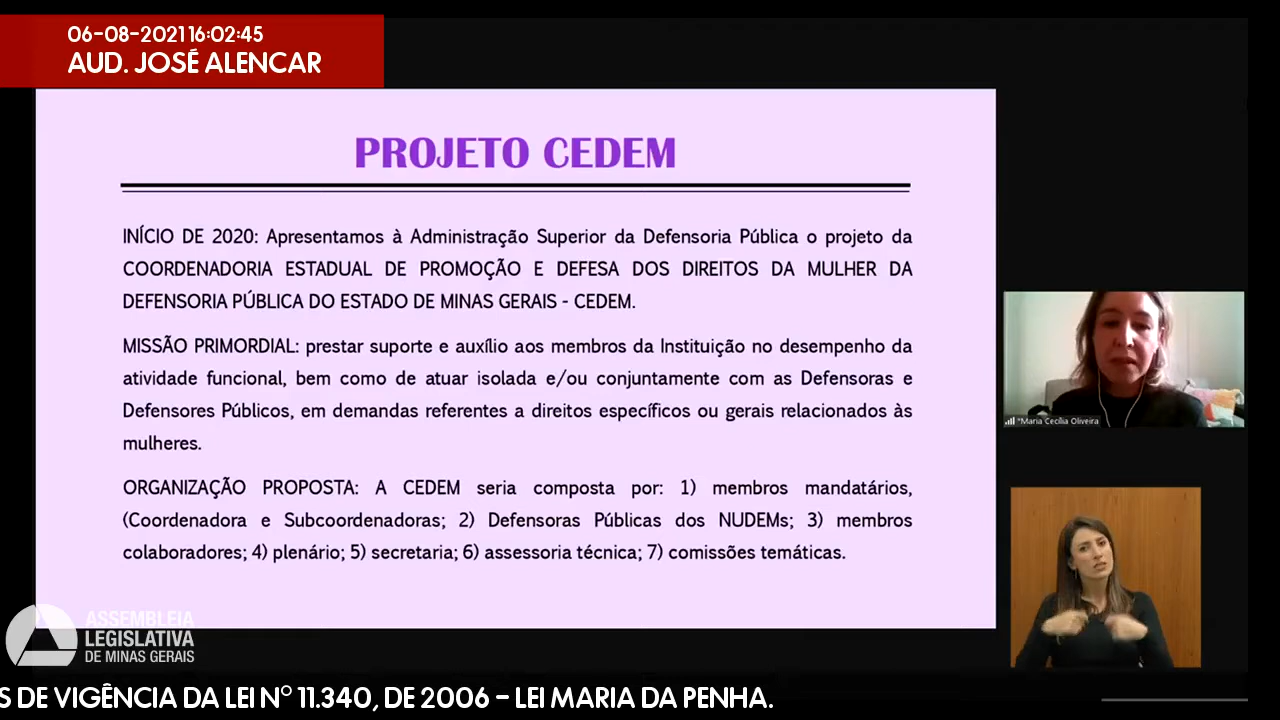 06-08-2021 16:02:45
AUD. JOSÉ ALENCAR
PROJETO CEDEM
INÍCIO DE 2020: Apresentamos à Administração Superior da Defensoria Pública o projeto da
COORDENADORIA ESTADUAL DE PROMOÇÃO E DEFESA DOS DIREITOS DA MULHER DA
DEFENSORIA PÚBLICA DO ESTADO DE MINAS GERAIS - CEDEM.
MISSÃO PRIMORDIAL: prestar suporte e auxílio aos membros da Instituição no desempenho da
atividade funcional, bem como de atuar isolada e/ou conjuntamente com as Defensoras e
Defensores Públicos, em demandas referentes a direitos específicos ou gerais relacionados às
mulheres.
ORGANIZAÇÃO PROPOSTA: A CEDEM seria composta por: 1) membros mandatários,
(Coordenadora e Subcoordenadoras; 2) Defensoras Públicas dos NUDEMs; 3) membros
colaboradores; 4) plenário; 5) secretaria; 6) assessoria técnica; 7) comissões temáticas.
*Maria Cecília Oliveira
ASSEMBLEIA
LEGISLATIVA
DE MINAS GERAIS
S DE VIGÊNCIA DA LEI Nº 11.340, DE 2006 – LEI MARIA DA PENHA.